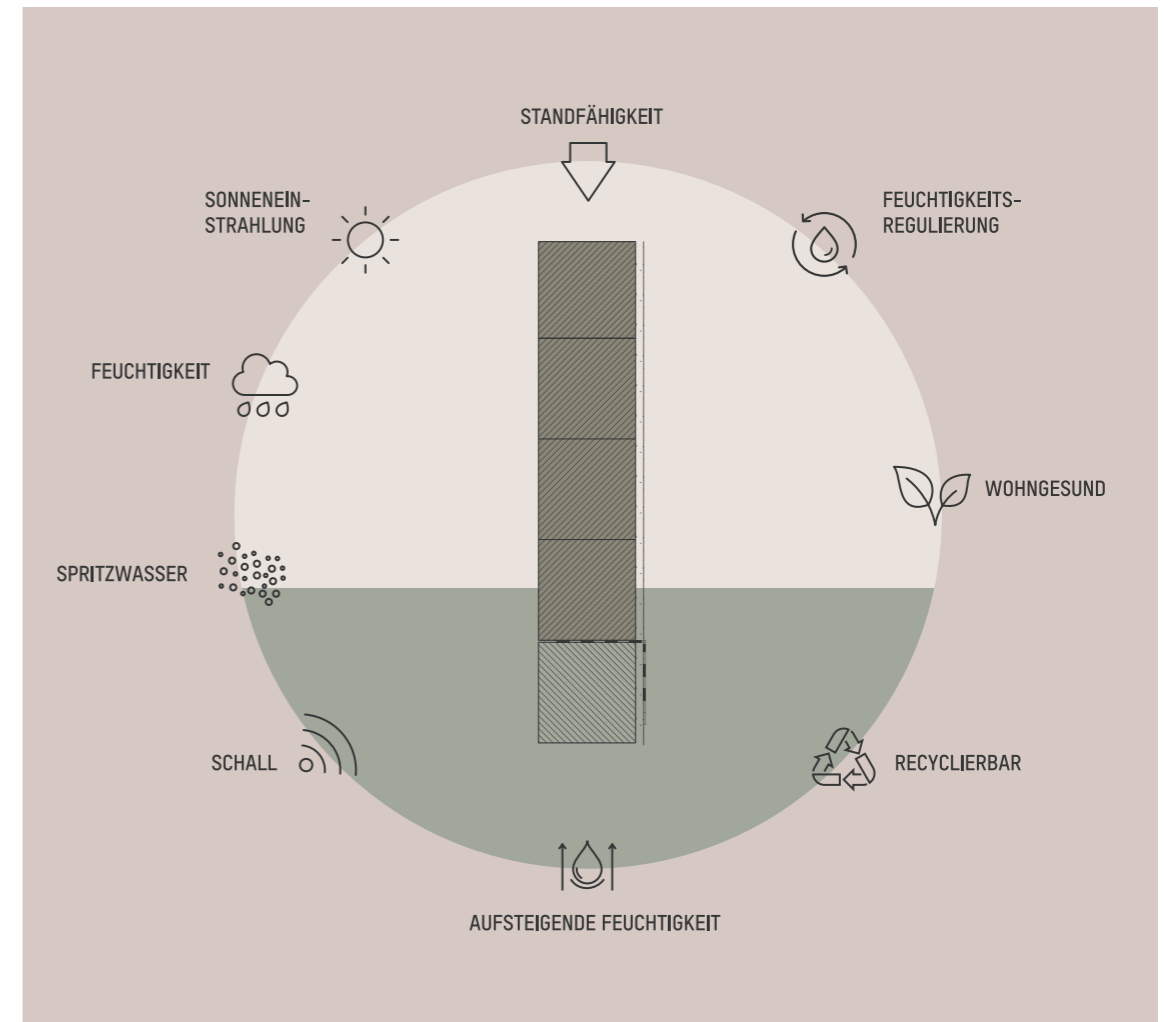 STANDFÄHIGKEIT
SONNENEIN-
STRAHLUNG
FEUCHTIGKEITS-
REGULIERUNG
FEUCHTIGKEIT
WOHNGESUND
SPRITZWASSER
SCHALL
RECYCLIERBAR
AUFSTEIGENDE FEUCHTIGKEIT